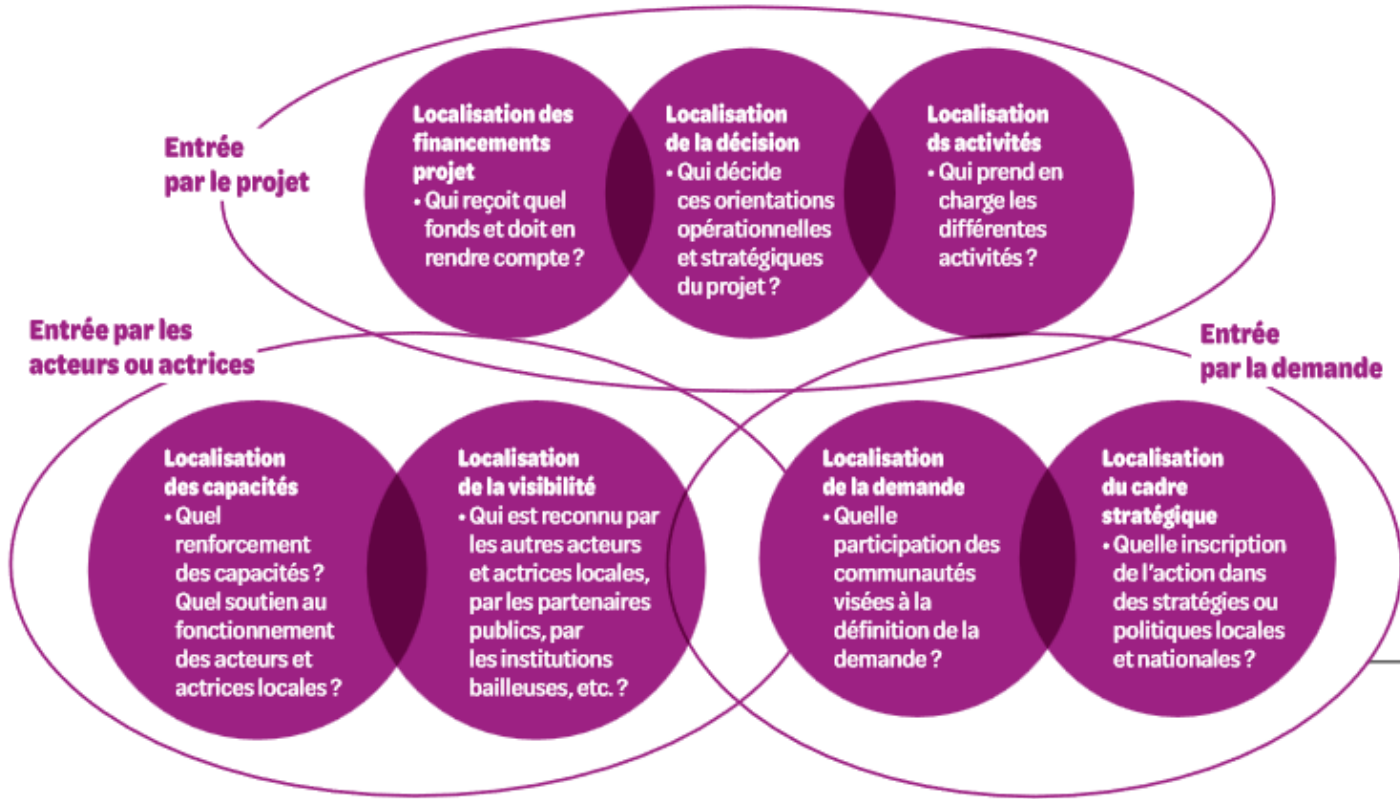 Entrée
par le projet
Localisation des
financements
projet
• Qui reçoit quel
fonds et doit en
rendre compte ?
Localisation
de la décision
• Qui décide
ces orientations
opérationnelles
et stratégiques
du projet ?
Localisation
ds activités
• Qui prend en
charge les
différentes
activités ?
Entrée par les
acteurs ou actrices
Localisation
des capacités
• Quel
renforcement
des capacités ?
Quel soutien au
fonctionnement
des acteurs et
actrices locales ?
Localisation
de la visibilité
• Qui est reconnu par
les autres acteurs
et actrices locales,
par les partenaires
publics, par
les institutions
bailleuses, etc. ?
Entrée
par la demande
Localisation
de la demande
• Quelle
participation des
communautés
visées à la
définition de la
demande ?
Localisation
du cadre
stratégique
• Quelle inscription
de l'action dans
des stratégies ou
politiques locales
et nationales ?